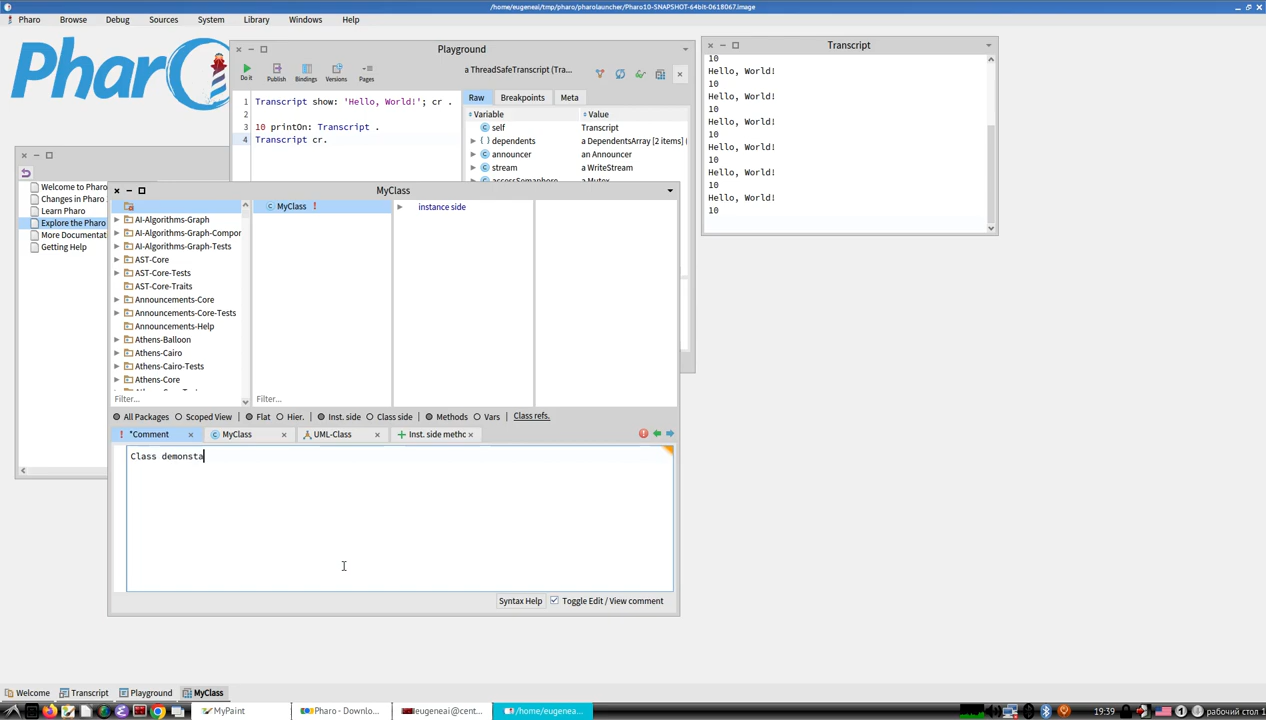 /home/eugeneal/tmp/pharo/pharolauncher/Pharo10-SNAPSHOT-64bit-0618067.image
Pharo Browse Debug Sources System Library Windows Help
Pharo
Playground
Do it Publish Bindings Versions Pages
a ThreadSafeTranscript (Tra...
1 Transcript show: 'Hello, World!'; cr .
2
3 10 printOn: Transcript .
4 Transcript cr.
Raw Breakpoints Meta
Variable Value
self Transcript
dependents a DependentsArray [2 items] (
announcer an Announcer
stream a WriteStream
accessSemaphore a Mutex
Transcript
10
Hello, World!
10
Hello, World!
10
Hello, World!
10
Hello, World!
10
Hello, World!
10
Hello, World!
10
Welcome to Pharo
Changes in Pharo
Learn Pharo
Explore the Pharo
More Documentat
Getting Help
MyClass
AI-Algorithms-Graph
AI-Algorithms-Graph-Compor
AI-Algorithms-Graph-Tests
AST-Core
AST-Core-Tests
AST-Core-Traits
Announcements-Core
Announcements-Core-Tests
Announcements-Help
Athens-Balloon
Athens-Cairo
Athens-Cairo-Tests
Athens-Core
Filter...
MyClass !
Filter...
instance side
All Packages Scoped View Flat Hier. Inst. side Class side Methods Vars Class refs.
! *Comment MyClass UML-Class Inst. side methc
Class demonsta
Syntax Help Toggle Edit / View comment
Welcome Transcript Playground MyClass
MyPaint Pharo - Downlo... eugeneai@cent... /home/eugenea... 19:39 рабочий стол 1